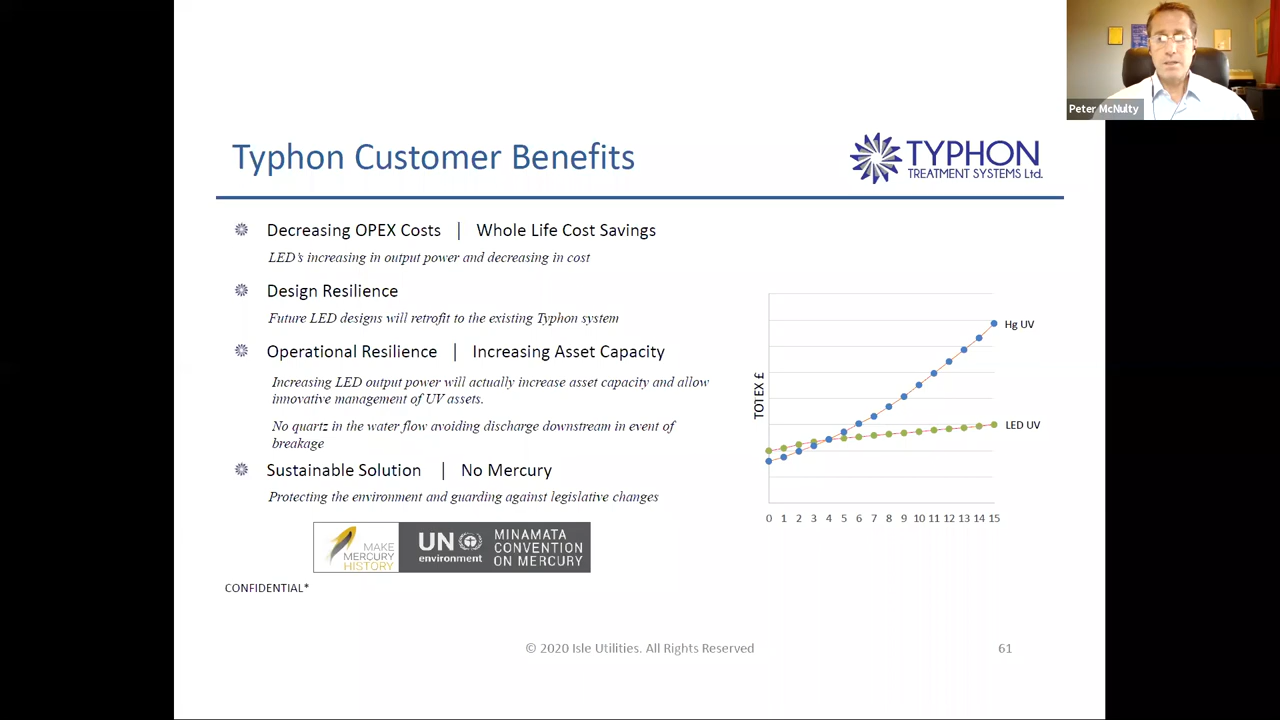 Peter McNulty
Typhon Customer Benefits
TYPHON
TREATMENT SYSTEMS Ltd.
Decreasing OPEX Costs | Whole Life Cost Savings
LED's increasing in output power and decreasing in cost
Design Resilience
Future LED designs will retrofit to the existing Typhon system
Operational Resilience | Increasing Asset Capacity
Increasing LED output power will actually increase asset capacity and allow
innovative management of UV assets.
No quartz in the water flow avoiding discharge downstream in event of
breakage
Sustainable Solution | No Mercury
Protecting the environment and guarding against legislative changes
MAKE
MERCURY
HISTORY
UN
environment
MINAMATA
CONVENTION
ON MERCURY
CONFIDENTIAL*
TOTEX £
Hg UV
LED UV
0 1 2 3 4 5 6 7 8 9 10 11 12 13 14 15
© 2020 Isle Utilities. All Rights Reserved
61